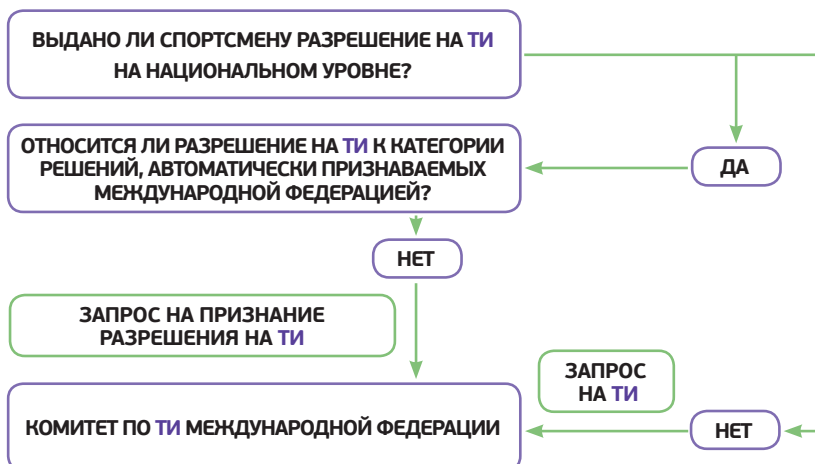 ВЫДАНО ЛИ СПОРТСМЕНУ РАЗРЕШЕНИЕ НА ТИ
НА НАЦИОНАЛЬНОМ УРОВНЕ?
ОТНОСИТСЯ ЛИ РАЗРЕШЕНИЕ НА ТИ К КАТЕГОРИИ
РЕШЕНИЙ, АВТОМАТИЧЕСКИ ПРИЗНАВАЕМЫХ
МЕЖДУНАРОДНОЙ ФЕДЕРАЦИЕЙ?
ДА
НЕТ
ЗАПРОС НА ПРИЗНАНИЕ
РАЗРЕШЕНИЯ НА ТИ
ЗАПРОС
НА ТИ
КОМИТЕТ ПО ТИ МЕЖДУНАРОДНОЙ ФЕДЕРАЦИИ
НЕТ